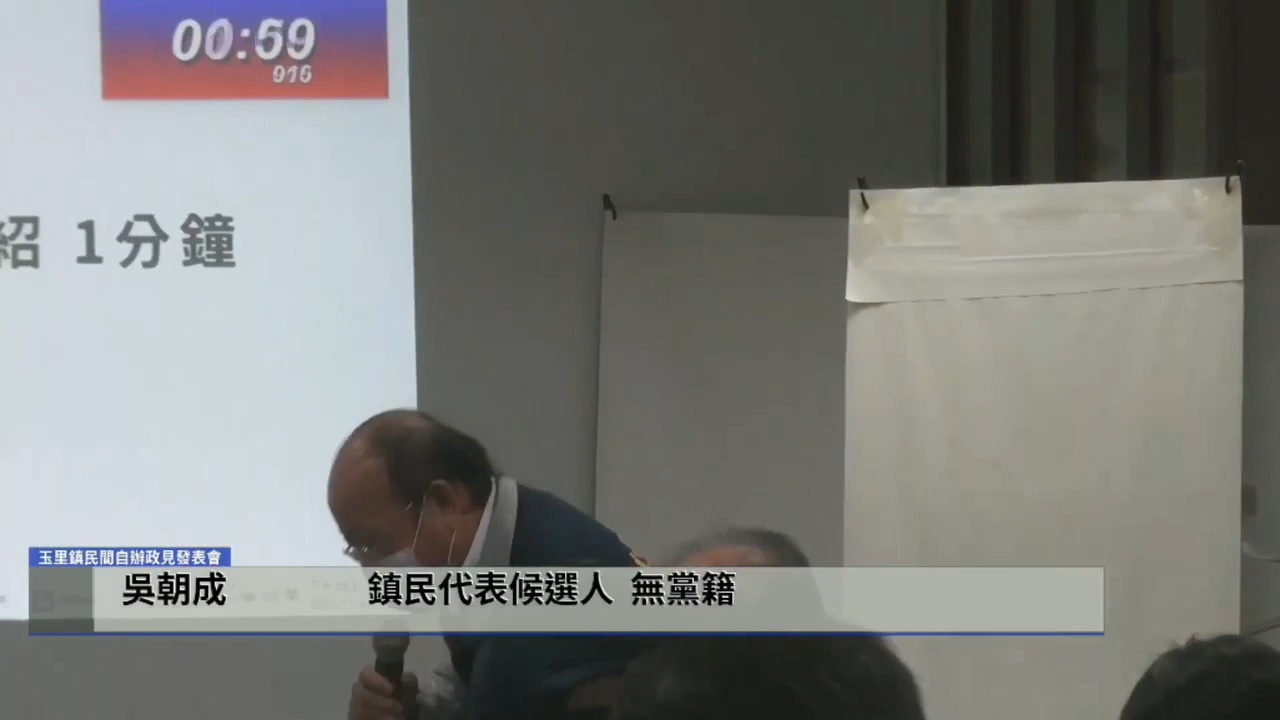 00:59
916
紹 1分鐘
玉里鎮民間自辦政見發表會
吳朝成 鎮民代表候選人 無黨籍